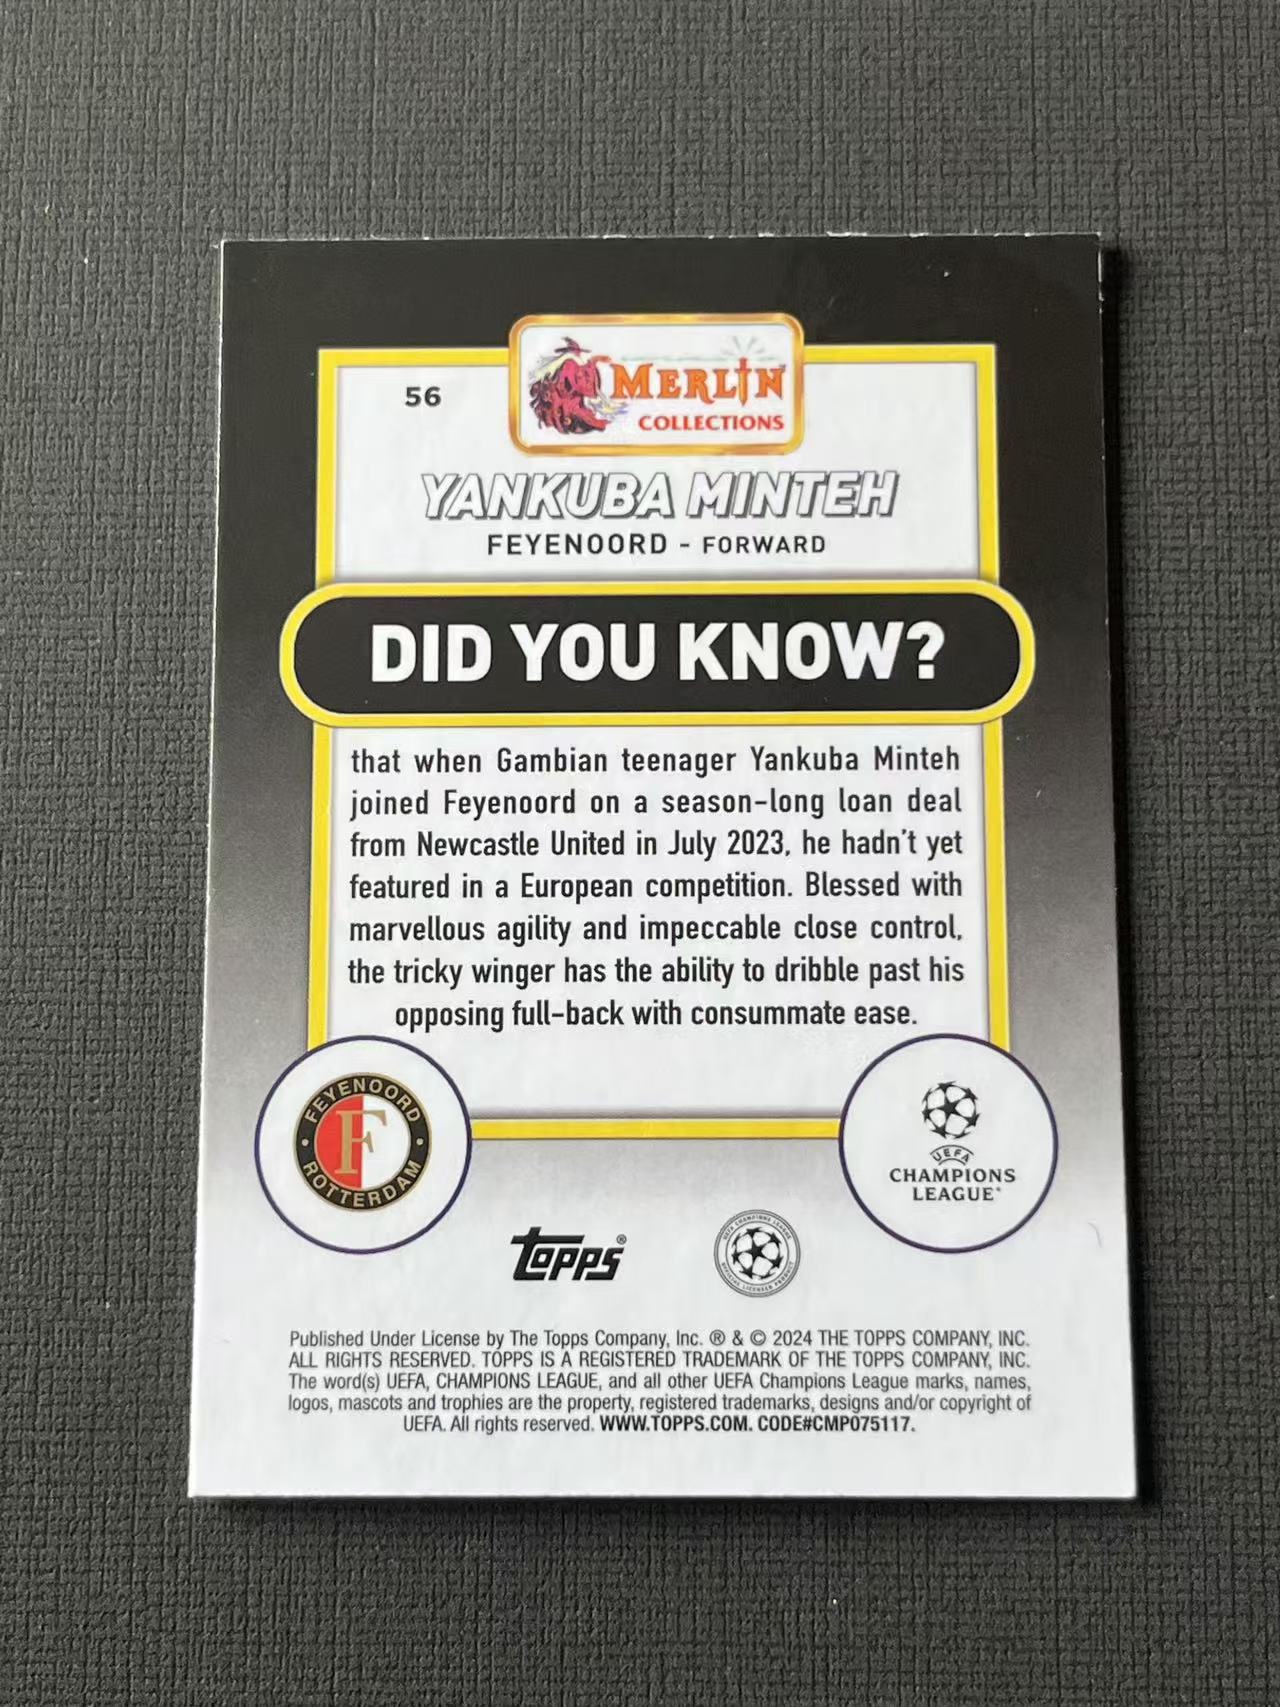 56
MERLIN
COLLECTIONS
YANKUBA MINTEH
FEYENOORD - FORWARD
DID YOU KNOW?
that when Gambian teenager Yankuba Minteh
joined Feyenoord on a season-long loan deal
from Newcastle United in July 2023, he hadn't yet
featured in a European competition. Blessed with
marvellous agility and impeccable close control,
the tricky winger has the ability to dribble past his
opposing full-back with consummate ease.
FEYENOORD
F
ROTTERDAM
UEFA
CHAMPIONS
LEAGUE®
topps®
UEFA CHAMPIONS LEAGUE
OFFICIAL LICENSED PRODUCT
Published Under License by The Topps Company, Inc. ® & © 2024 THE TOPPS COMPANY, INC.
ALL RIGHTS RESERVED. TOPPS IS A REGISTERED TRADEMARK OF THE TOPPS COMPANY, INC.
The word(s) UEFA, CHAMPIONS LEAGUE, and all other UEFA Champions League marks, names,
logos, mascots and trophies are the property, registered trademarks, designs and/or copyright of
UEFA. All rights reserved. WWW.TOPPS.COM. CODE#CMP075117.